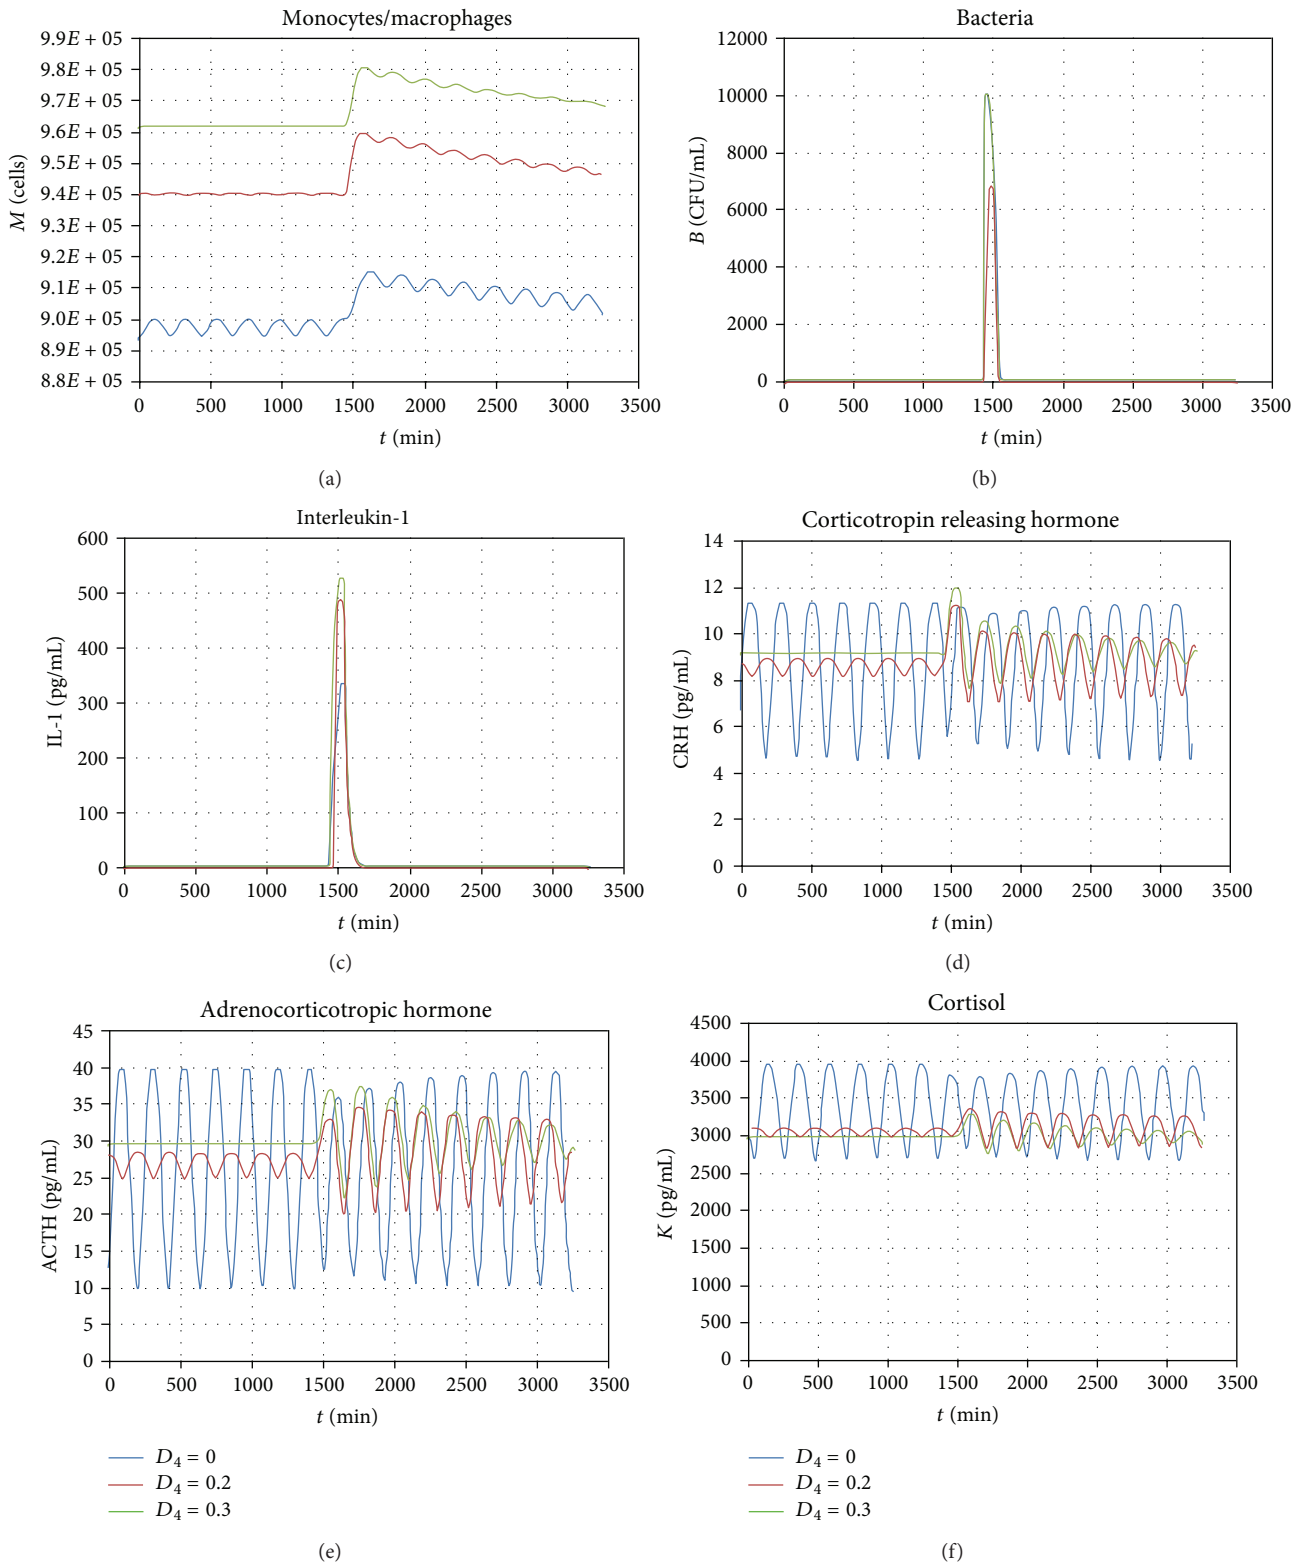 Monocytes/macrophages
9.9E + 05
9.8E + 05
9.7E + 05
9.6E + 05
9.5E + 05
9.4E + 05
9.3E + 05
9.2E + 05
9.1E + 05
9.0E + 05
8.9E + 05
8.8E + 05
M (cells)
0 500 1000 1500 2000 2500 3000 3500
t (min)
(a)
Bacteria
12000
10000
8000
6000
4000
2000
0
B (CFU/mL)
0 500 1000 1500 2000 2500 3000 3500
t (min)
(b)
Interleukin-1
600
500
400
300
200
100
0
IL-1 (pg/mL)
0 500 1000 1500 2000 2500 3000 3500
t (min)
(c)
Corticotropin releasing hormone
14
12
10
8
6
4
2
0
CRH (pg/mL)
0 500 1000 1500 2000 2500 3000 3500
t (min)
(d)
Adrenocorticotropic hormone
45
40
35
30
25
20
15
10
5
0
ACTH (pg/mL)
0 500 1000 1500 2000 2500 3000 3500
t (min)
D4 = 0
D4 = 0.2
D4 = 0.3
(e)
Cortisol
4500
4000
3500
3000
2500
2000
1500
1000
500
0
K (pg/mL)
0 500 1000 1500 2000 2500 3000 3500
t (min)
D4 = 0
D4 = 0.2
D4 = 0.3
(f)